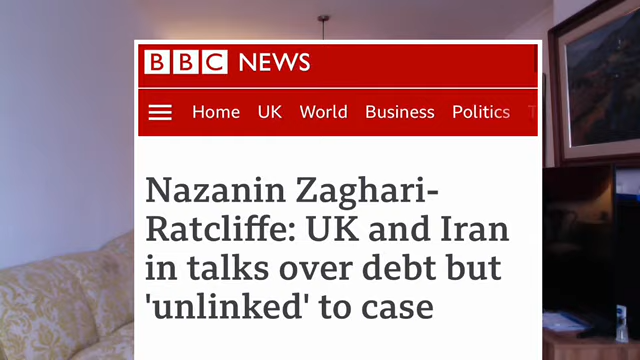 BBC NEWS
Home UK World Business Politics
Nazanin Zaghari-
Ratcliffe: UK and Iran
in talks over debt but
'unlinked' to case